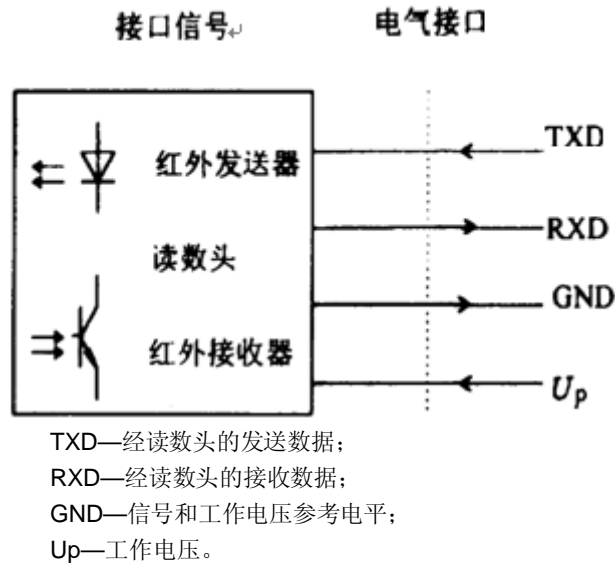 接口信号 电气接口
TXD
红外发送器
RXD
读数头
GND
红外接收器
Up
TXD—经读数头的发送数据；
RXD—经读数头的接收数据；
GND—信号和工作电压参考电平；
Up—工作电压。